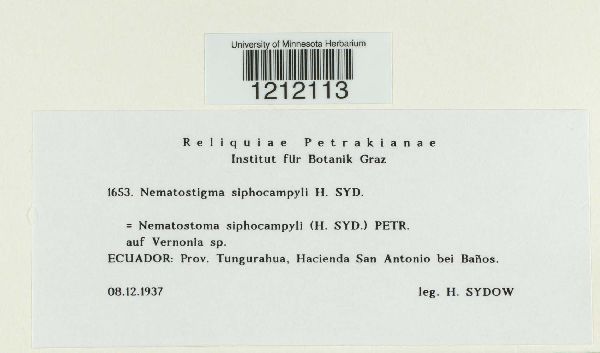 University of Minnesota Herbarium
1212113
Reliquiae Petrakianae
Institut für Botanik Graz
1653. Nematostigma siphocampyli H. SYD.
= Nematostoma siphocampyli (H. SYD.) PETR.
auf Vernonia sp.
ECUADOR: Prov. Tungurahua, Hacienda San Antonio bei Baños.
08.12.1937 leg. H. SYDOW